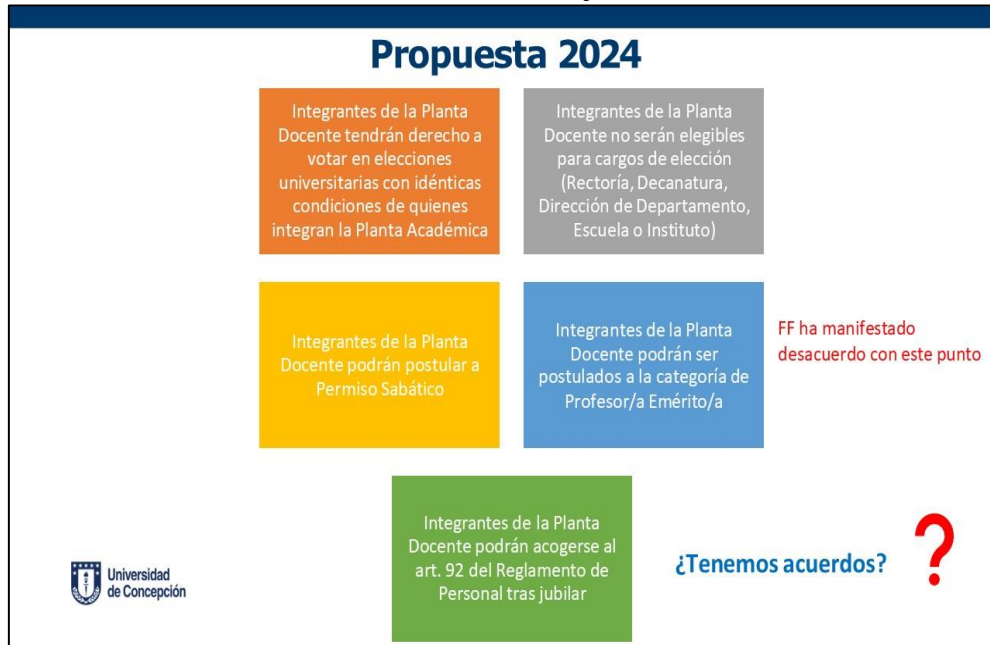 Propuesta 2024
Integrantes de la Planta
Docente tendrán derecho a
votar en elecciones
universitarias con idénticas
condiciones de quienes
integran la Planta Académica
Integrantes de la Planta
Docente no serán elegibles
para cargos de elección
(Rectoría, Decanatura,
Dirección de Departamento,
Escuela o Instituto)
Integrantes de la Planta
Docente podrán postular a
Permiso Sabático
Integrantes de la Planta
Docente podrán ser
postulados a la categoría de
Profesor/a Emérito/a
FF ha manifestado
desacuerdo con este punto
Integrantes de la Planta
Docente podrán acogerse al
art. 92 del Reglamento de
Personal tras jubilar
¿Tenemos acuerdos?
?
Universidad
de Concepción